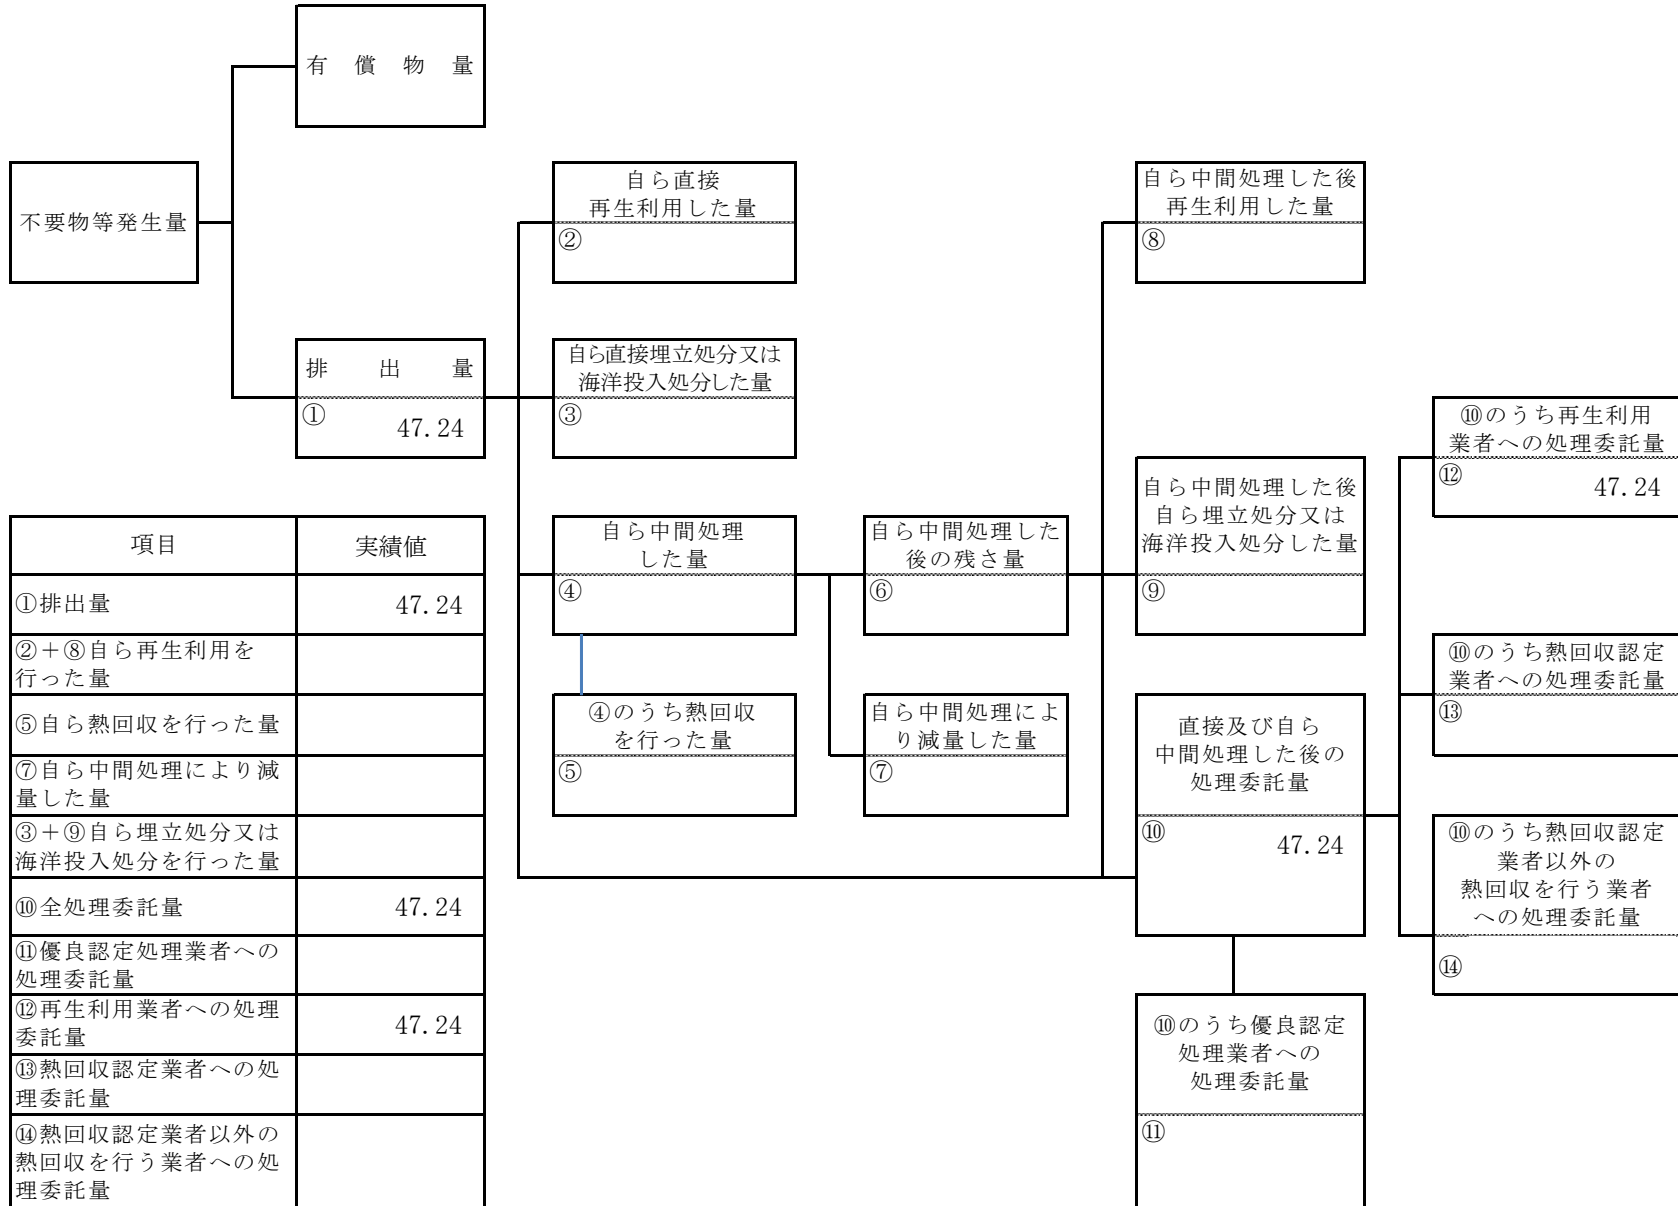 有償物量
不要物等発生量
自ら直接
再生利用した量
②
自ら中間処理した後
再生利用した量
⑧
排出量
①
47.24
自ら直接埋立処分又は
海洋投入処分した量
③
⑩のうち再生利用
業者への処理委託量
⑫
47.24
自ら中間処理
した量
④
自ら中間処理した
後の残さ量
⑥
自ら中間処理した後
自ら埋立処分又は
海洋投入処分した量
⑨
④のうち熱回収
を行った量
⑤
自ら中間処理によ
り減量した量
⑦
直接及び自ら
中間処理した後の
処理委託量
⑩
47.24
⑩のうち熱回収認定
業者への処理委託量
⑬
⑩のうち熱回収認定
業者以外の
熱回収を行う業者
への処理委託量
⑭
⑩のうち優良認定
処理業者への
処理委託量
⑪
項目 実績値
①排出量 47.24
②＋⑧自ら再生利用を
行った量
⑤自ら熱回収を行った量
⑦自ら中間処理により減
量した量
③＋⑨自ら埋立処分又は
海洋投入処分を行った量
⑩全処理委託量 47.24
⑪優良認定処理業者への
処理委託量
⑫再生利用業者への処理
委託量 47.24
⑬熱回収認定業者への処
理委託量
⑭熱回収認定業者以外の
熱回収を行う業者への処
理委託量